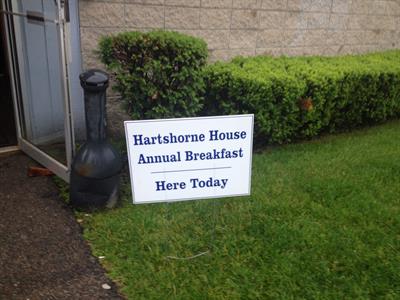 Hartshorne House
Annual Breakfast
Here Today